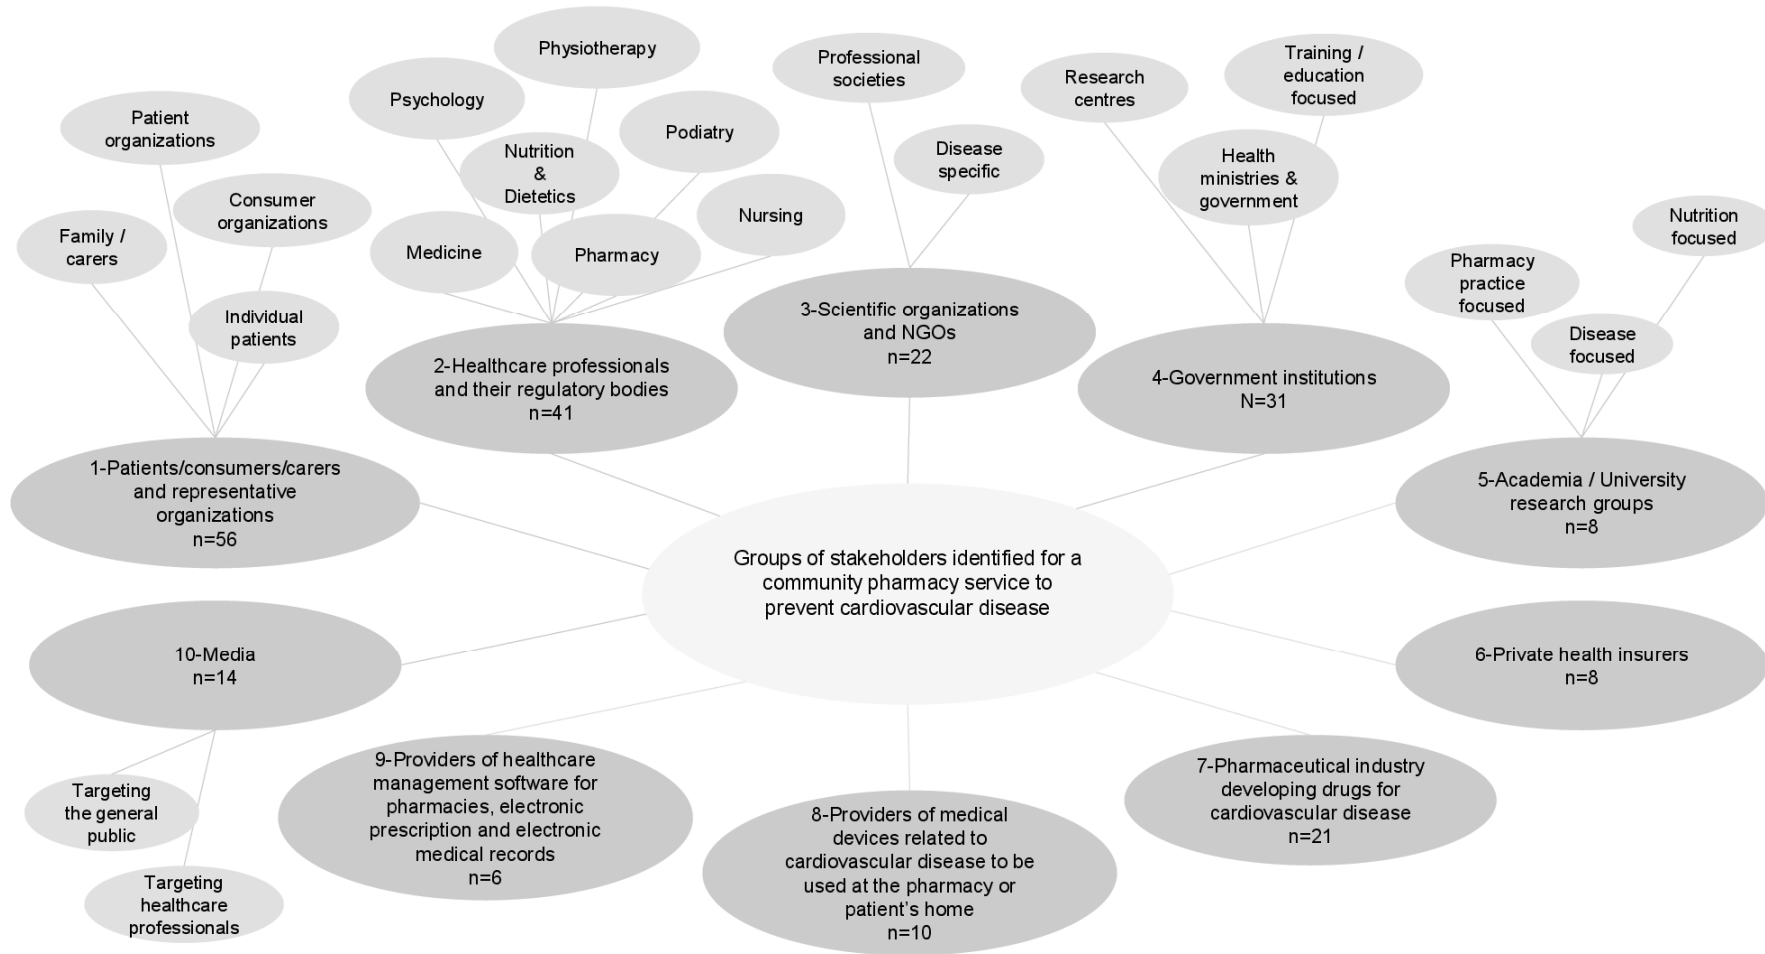 Physiotherapy
Professional
societies
Training /
education
focused
Research
centres
Psychology
Patient
organizations
Podiatry
Nutrition
&
Dietetics
Disease
specific
Health
ministries &
government
Consumer
organizations
Nursing
Nutrition
focused
Family /
carers
Medicine
Pharmacy
Pharmacy
practice
focused
Individual
patients
Disease
focused
3-Scientific organizations
and NGOs
n=22
2-Healthcare professionals
and their regulatory bodies
n=41
4-Government institutions
N=31
1-Patients/consumers/carers
and representative
organizations
n=56
5-Academia / University
research groups
n=8
Groups of stakeholders identified for a
community pharmacy service to
prevent cardiovascular disease
10-Media
n=14
6-Private health insurers
n=8
Targeting
the general
public
Targeting
healthcare
professionals
9-Providers of healthcare
management software for
pharmacies, electronic
prescription and electronic
medical records
n=6
8-Providers of medical
devices related to
cardiovascular disease to be
used at the pharmacy or
patient's home
n=10
7-Pharmaceutical industry
developing drugs for
cardiovascular disease
n=21